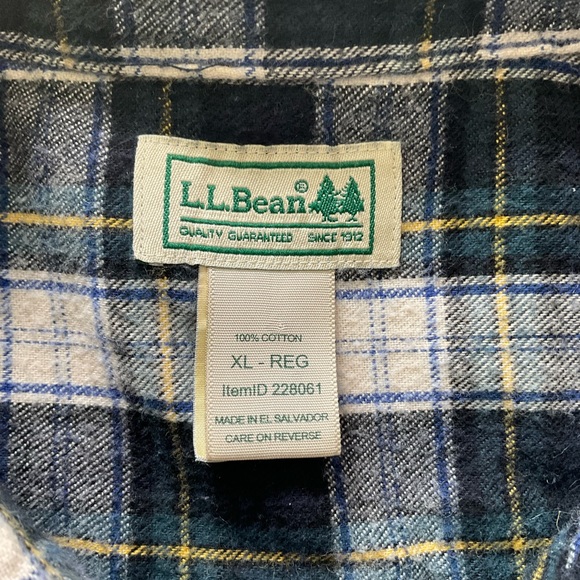 L.L.Bean®
QUALITY GUARANTEED SINCE 1912
100% COTTON
XL - REG
ItemID 228061
MADE IN EL SALVADOR
CARE ON REVERSE